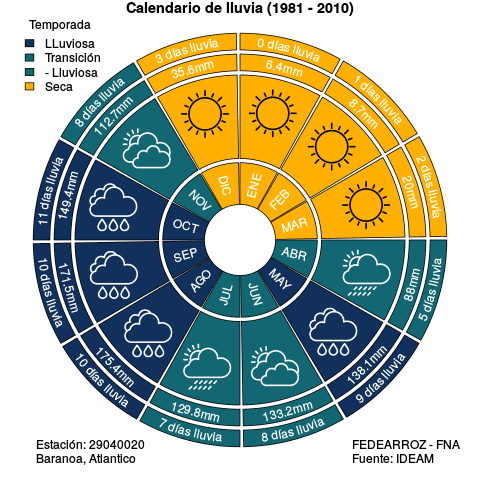 Calendario de lluvia (1981 - 2010)
Temporada
LLuviosa
Transición
- Lluviosa
Seca
0 días lluvia
6.4mm
ENE
1 días lluvia
8.7mm
FEB
2 días lluvia
20mm
MAR
5 días lluvia
88mm
ABR
9 días lluvia
138.1mm
MAY
8 días lluvia
133.2mm
JUN
7 días lluvia
129.8mm
JUL
10 días lluvia
175.4mm
AGO
10 días lluvia
171.5mm
SEP
11 días lluvia
149.4mm
OCT
8 días lluvia
112.7mm
NOV
3 días lluvia
35.6mm
DIC
Estación: 29040020
Baranoa, Atlantico
FEDEARROZ - FNA
Fuente: IDEAM